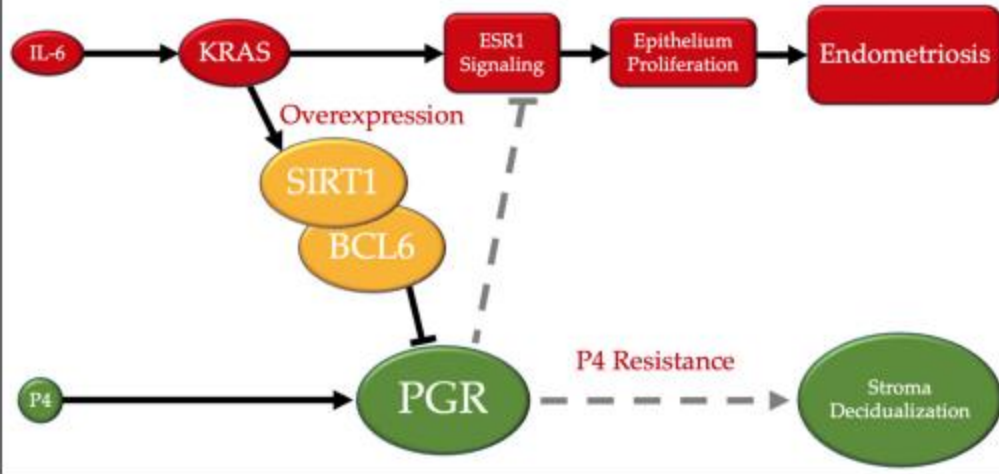 IL-6
KRAS
ESR1
Signaling
Epithelium
Proliferation
Endometriosis
Overexpression
SIRT1
BCL6
P4 Resistance
P4
PGR
Stroma
Decidualization